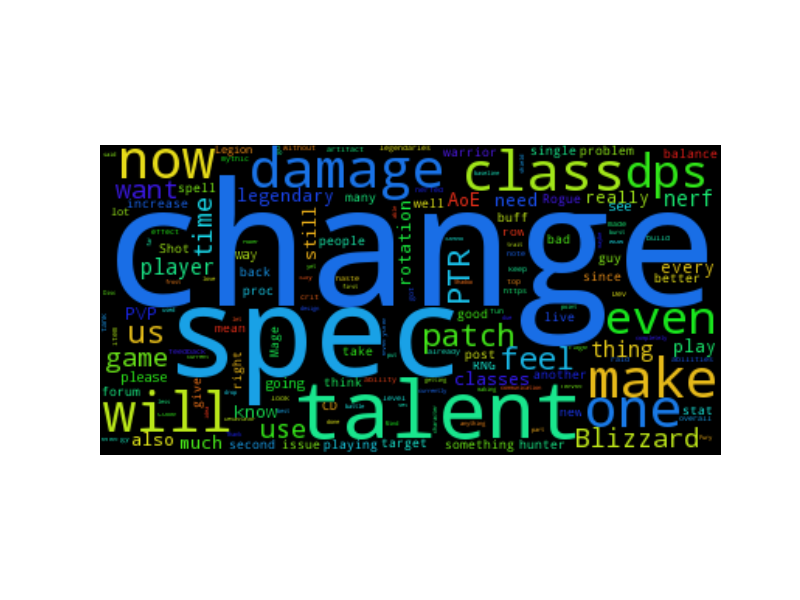 said
Legion
without
artifact
legendaries
warrior
single
problem
balance
now
mythic
damage
class
dps
want
spell
legendary
many
well
AoE
need
Rogue
really
nerf
increase
lot
time
still
people
rotation
buff
row
see
made
effect
Shot
way
bad
build
player
back
PTR
guy
every
proc
haste
keep
since
better
crit
top
https
change
PVP
spec
good
fun
live
even
us
mean
Mage
patch
game
right
take
already
post
feel
thing
play
RNG
please
going
think
ability
classes
another
make
abilities
forum
give
look
CD
level
new
one
stat
overall
will
know
talent
use
Blizzard
also
much
second
issue
playing
target
something
hunter